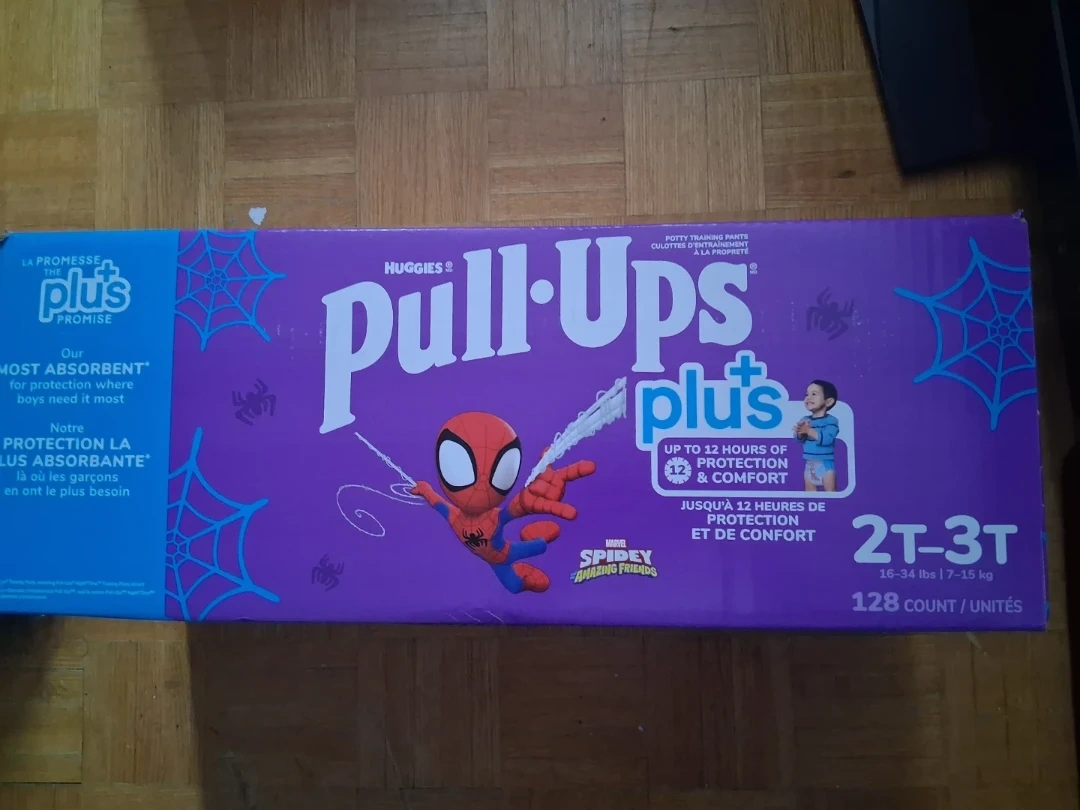 LA PROMESSE
THE
plus+
PROMISE
Our
MOST ABSORBENT*
for protection where
boys need it most
Notre
PROTECTION LA
LUS ABSORBANTE*
là où les garçons
en ont le plus besoin
HUGGIES®
Pull·Ups®
POTTY TRAINING PANTS
CULOTTES D'ENTRAÎNEMENT
À LA PROPRETÉ
plus+
UP TO 12 HOURS OF
12 PROTECTION
& COMFORT
JUSQU'À 12 HEURES DE
PROTECTION
ET DE CONFORT
MARVEL
SPIDEY
AMAZING FRIENDS
2T–3T
16–34 lbs | 7–15 kg
128 COUNT / UNITÉS